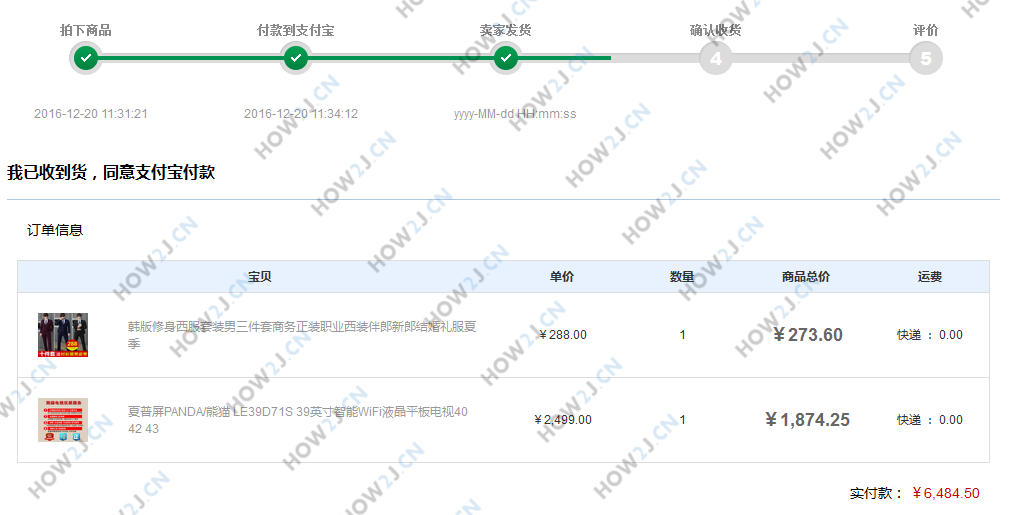 拍下商品 付款到支付宝 卖家发货 确认收货 评价
4 5
2016-12-20 11:31:21 2016-12-20 11:34:12 yyyy-MM-dd HH:mm:ss
我已收到货，同意支付宝付款
订单信息
宝贝 单价 数量 商品总价 运费
韩版修身西服套装男三件套商务正装职业西装伴郎新郎结婚礼服夏
季
￥288.00 1 ￥273.60 快递 ： 0.00
288
夏普屏PANDA/熊猫 LE39D71S 39英寸智能WiFi液晶平板电视40
42 43
￥2,499.00 1 ￥1,874.25 快递 ： 0.00
实付款： ￥6,484.50
HOW2J.CN